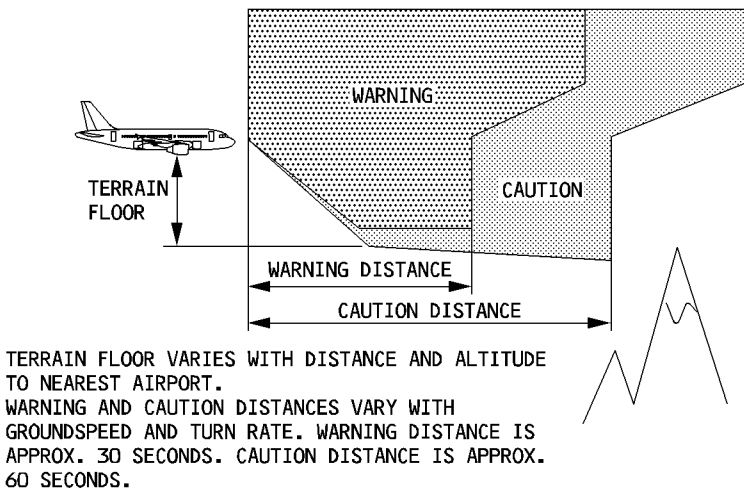 WARNING
TERRAIN
FLOOR
CAUTION
WARNING DISTANCE
CAUTION DISTANCE
TERRAIN FLOOR VARIES WITH DISTANCE AND ALTITUDE
TO NEAREST AIRPORT.
WARNING AND CAUTION DISTANCES VARY WITH
GROUNDSPEED AND TURN RATE. WARNING DISTANCE IS
APPROX. 30 SECONDS. CAUTION DISTANCE IS APPROX.
60 SECONDS.